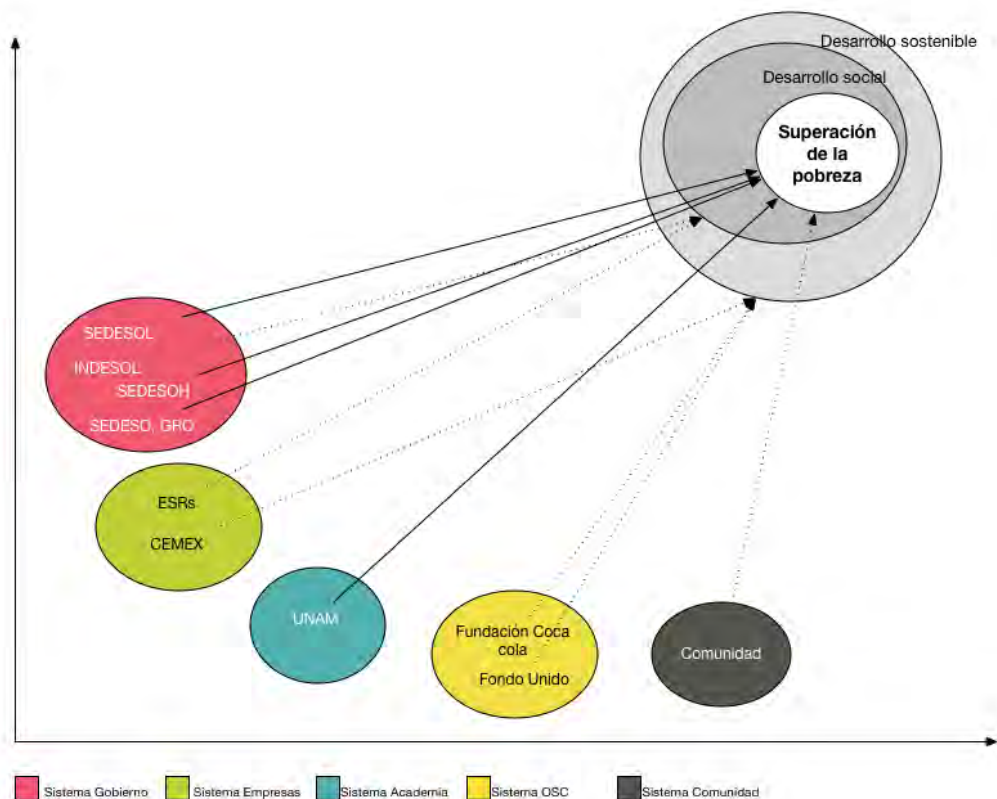 Desarrollo sostenible
Desarrollo social
Superación
de la
pobreza
SEDESOL
INDESOL
SEDESOH
SEDESO, GRO
ESRs
CEMEX
UNAM
Fundación Coca
cola
Fondo Unido
Comunidad
Sistema Gobierno
Sistema Empresas
Sistema Academia
Sistema OSC
Sistema Comunidad